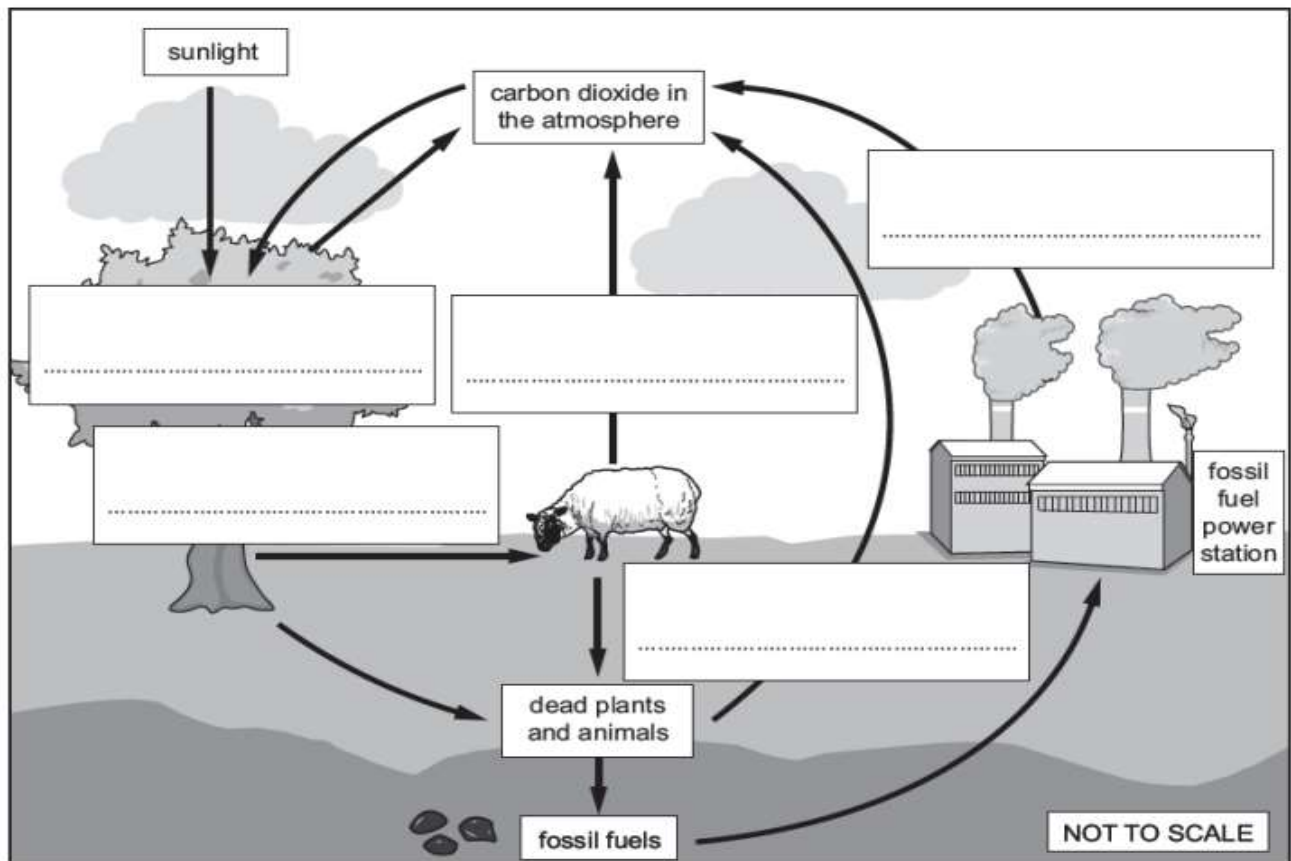 sunlight
carbon dioxide in
the atmosphere
fossil
fuel
power
station
dead plants
and animals
fossil fuels
NOT TO SCALE